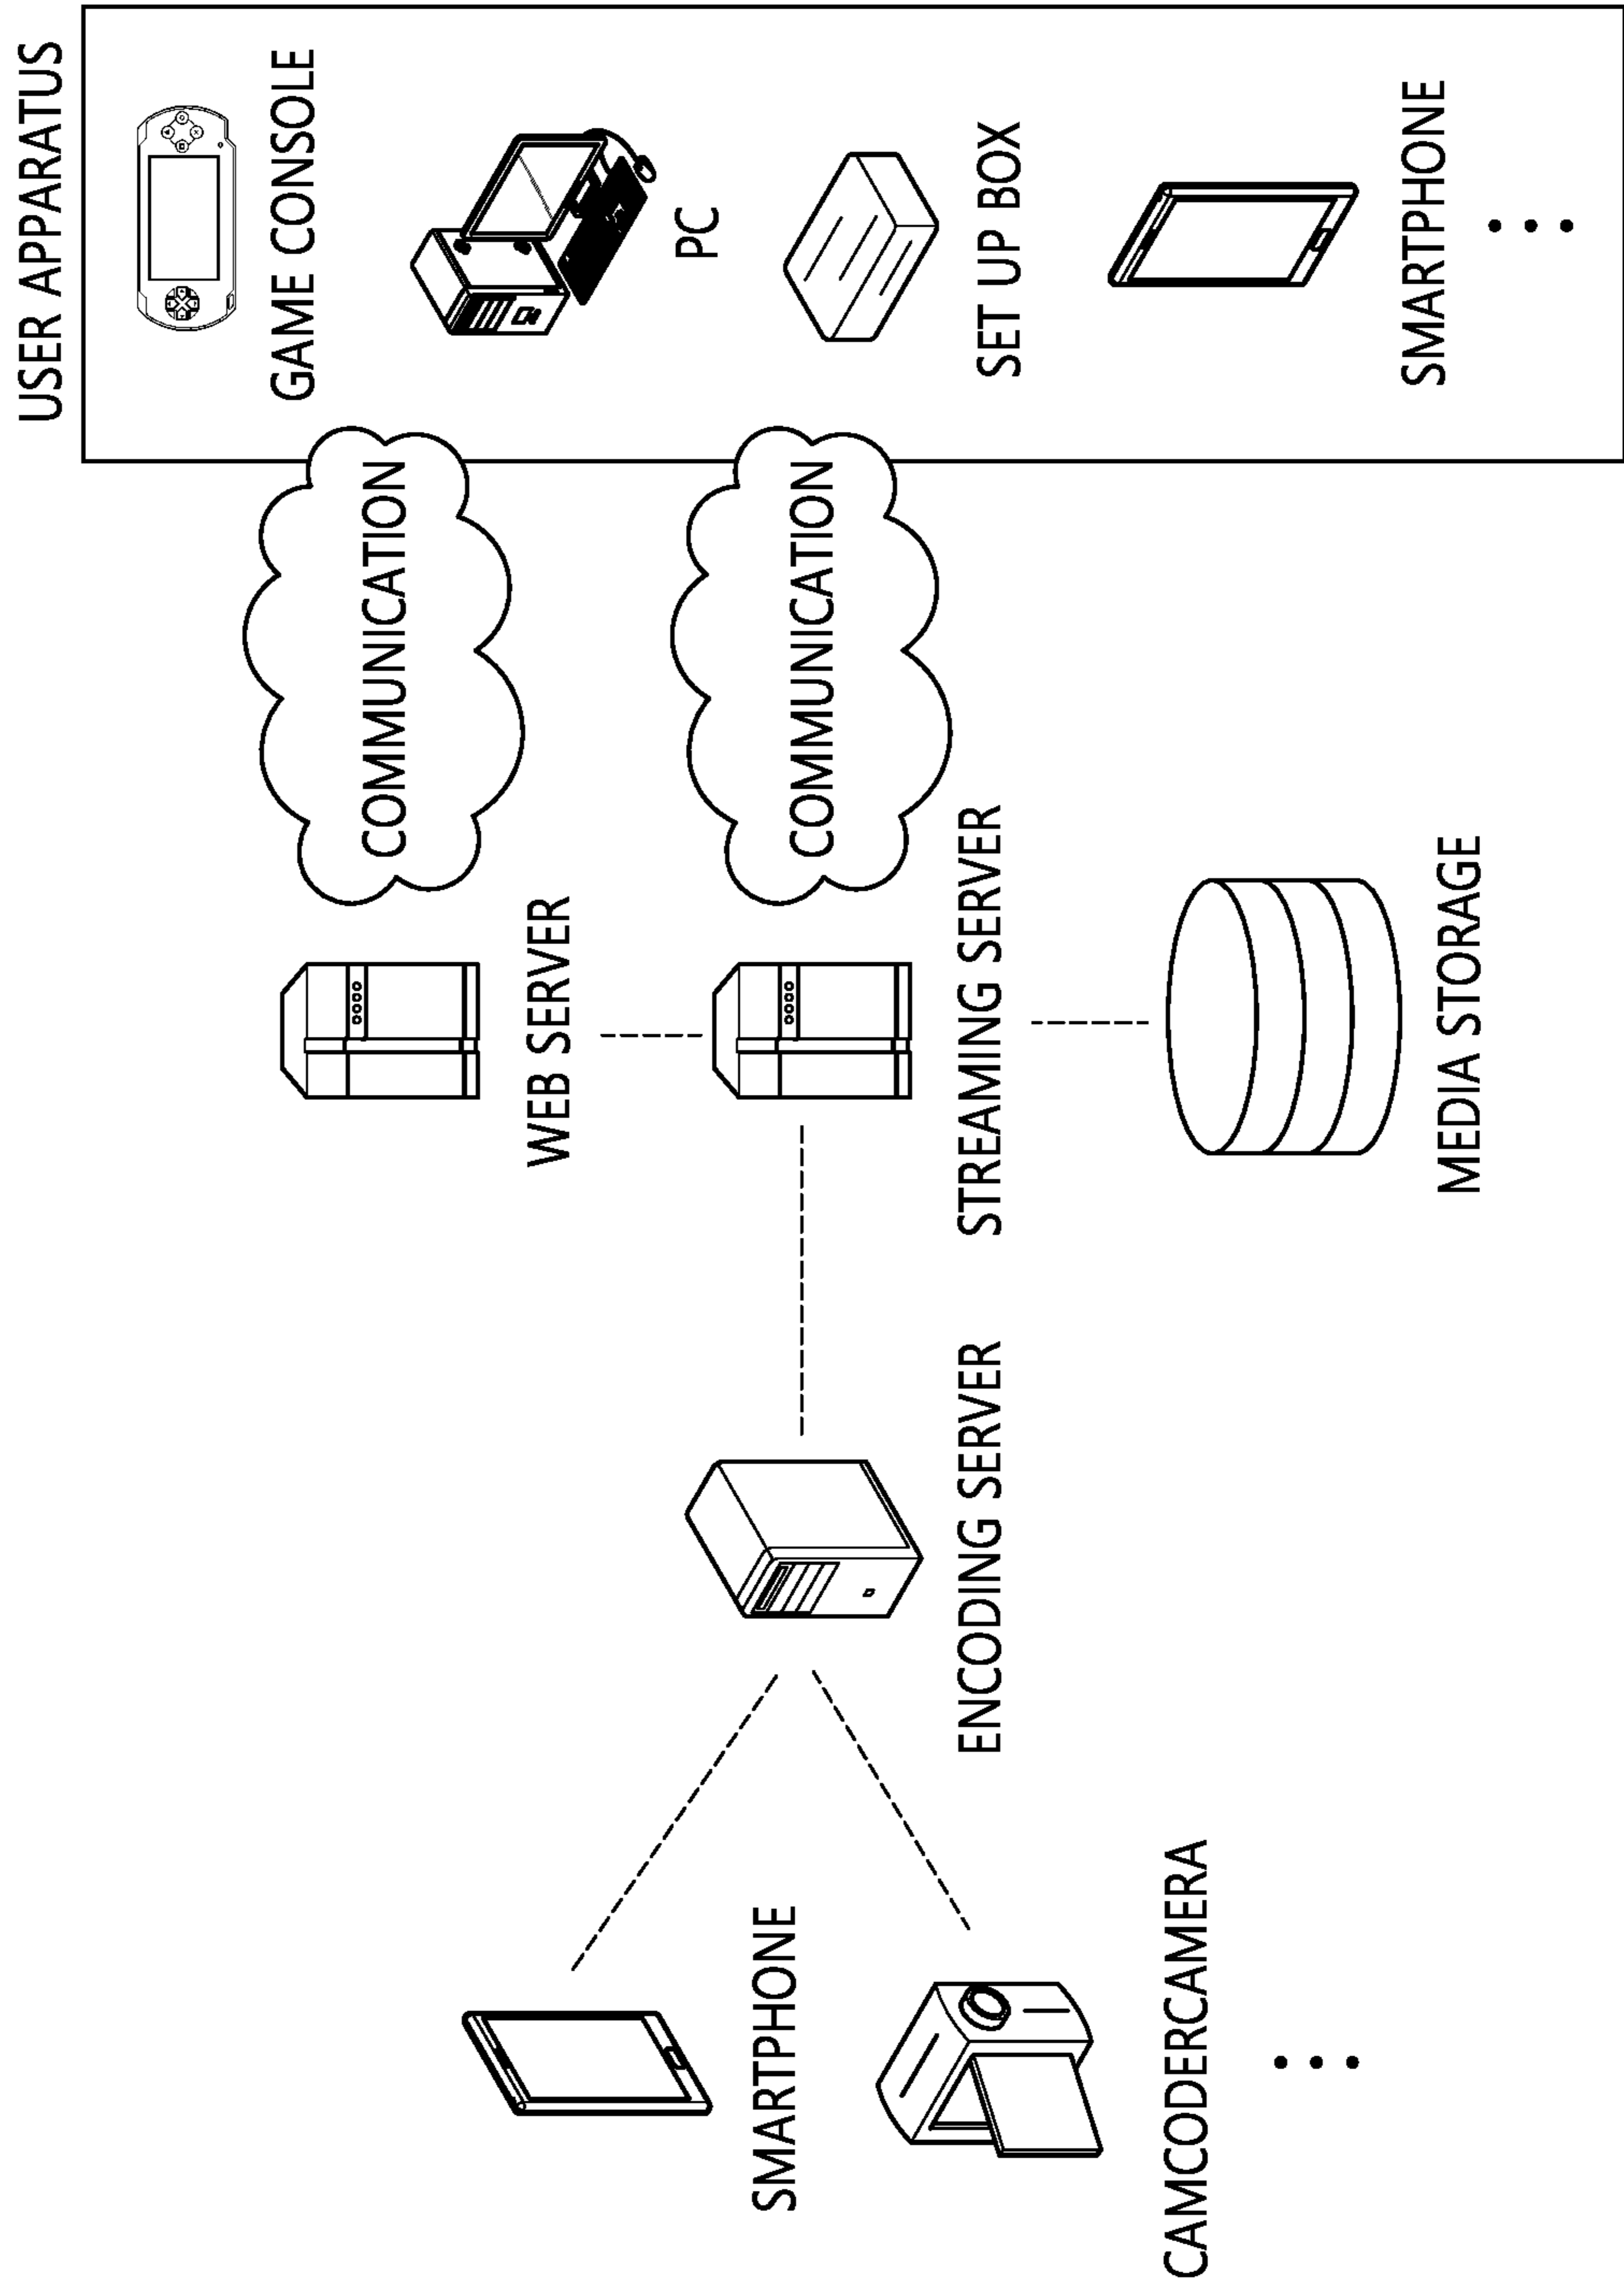 USER APPARATUS
GAME CONSOLE
PC
SET UP BOX
SMARTPHONE
COMMUNICATION
COMMUNICATION
WEB SERVER
STREAMING SERVER
MEDIA STORAGE
ENCODING SERVER
SMARTPHONE
CAMCODERCAMERA